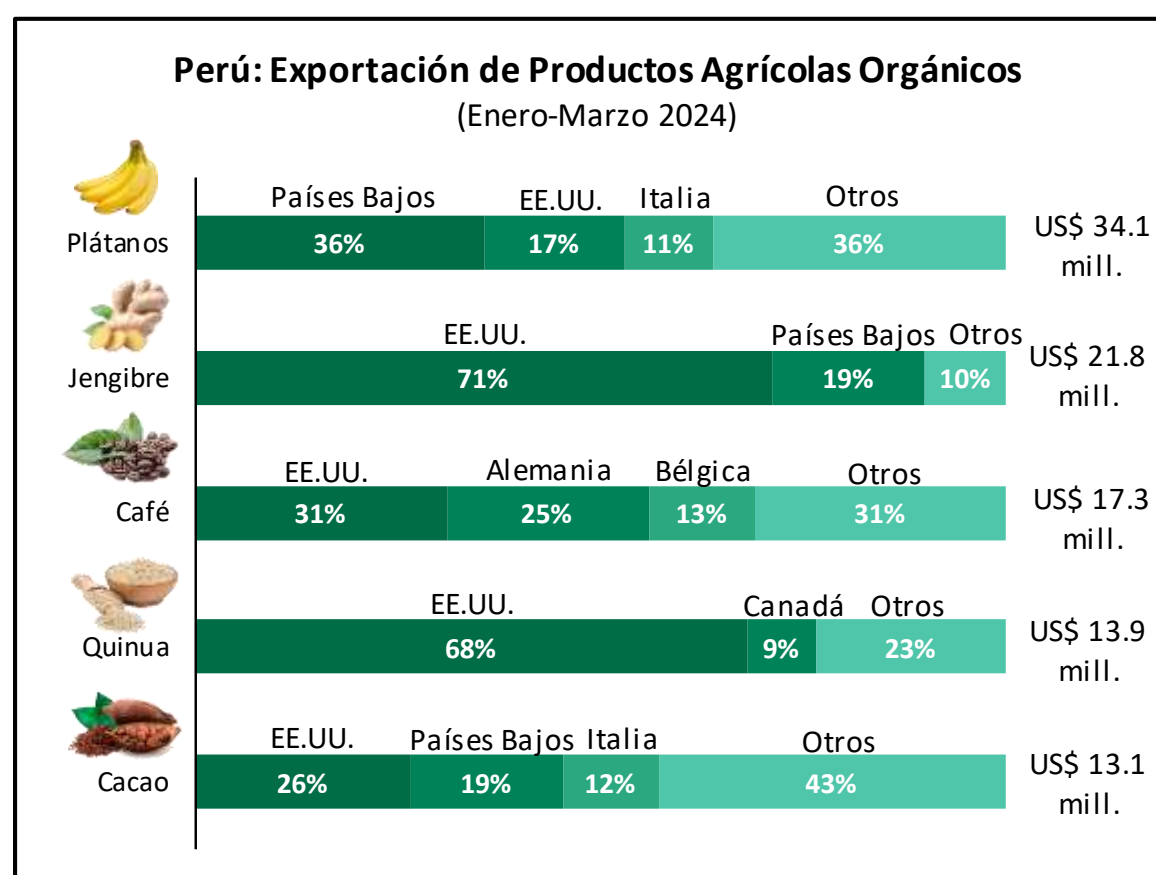 Perú: Exportación de Productos Agrícolas Orgánicos
(Enero-Marzo 2024)
Países Bajos EE.UU. Italia Otros
Plátanos 36% 17% 11% 36% US$ 34.1
mill.
EE.UU. Países Bajos Otros
Jengibre 71% 19% 10% US$ 21.8
mill.
EE.UU. Alemania Bélgica Otros
Café 31% 25% 13% 31% US$ 17.3
mill.
EE.UU. Canadá Otros
Quinua 68% 9% 23% US$ 13.9
mill.
EE.UU. Países Bajos Italia Otros
Cacao 26% 19% 12% 43% US$ 13.1
mill.